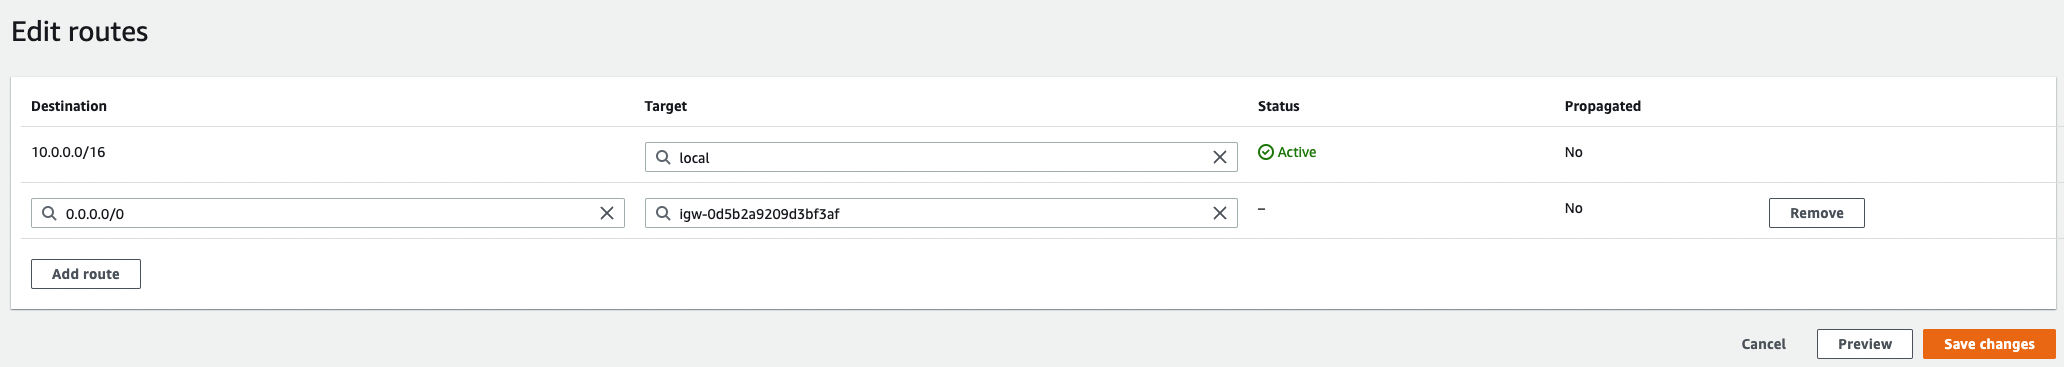 Edit routes
Destination Target Status Propagated
10.0.0.0/16 local Active No
0.0.0.0/0 igw-0d5b2a9209d3bf3af – No Remove
Add route
Cancel Preview Save changes